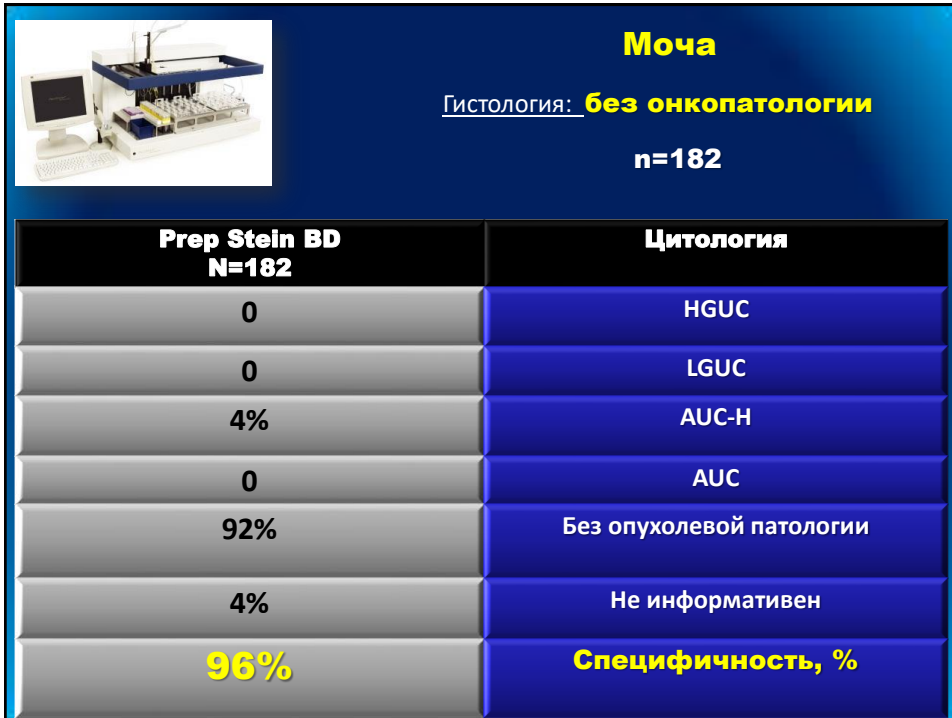 Моча
Гистология: без онкопатологии
n=182
Prep Stein BD
N=182
Цитология
0
HGUC
0
LGUC
4%
AUC-H
0
AUC
92%
Без опухолевой патологии
4%
Не информативен
96%
Специфичность, %